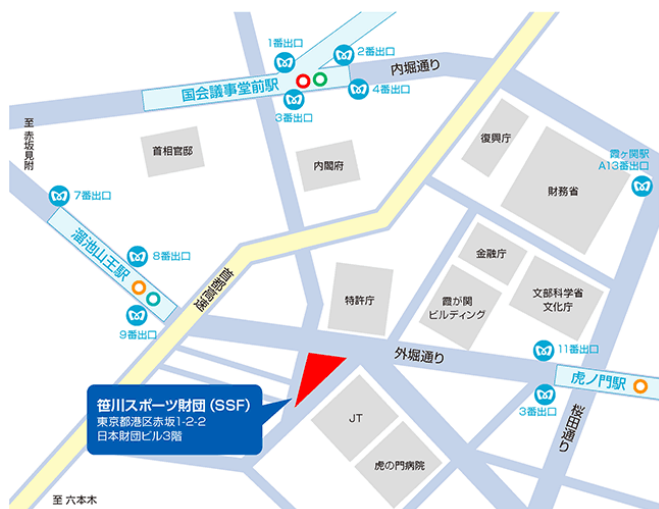 1番出口
2番出口
内堀通り
国会議事堂前駅
3番出口
4番出口
至 赤坂見附
首相官邸
内閣府
復興庁
財務省
霞ヶ関駅
A13番出口
7番出口
溜池山王駅
8番出口
9番出口
首都高速
特許庁
金融庁
霞が関
ビルディング
文部科学省
文化庁
外堀通り
11番出口
虎ノ門駅
3番出口
桜田通り
笹川スポーツ財団(SSF)
東京都港区赤坂1-2-2
日本財団ビル3階
JT
虎の門病院
至 六本木